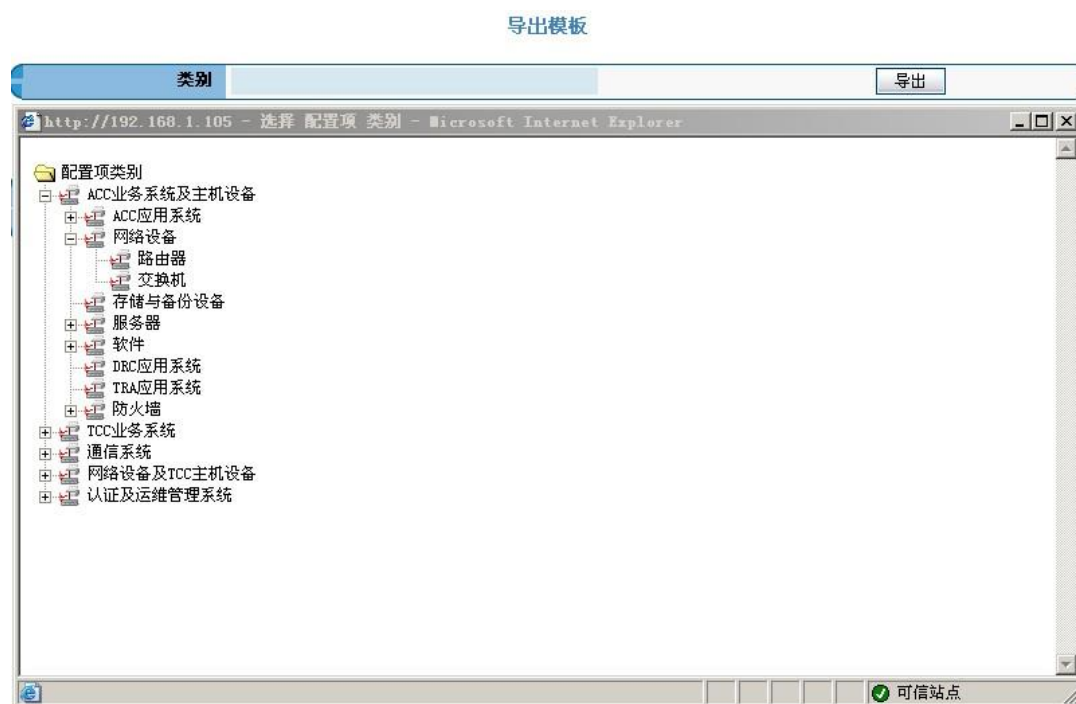 导出模板
类别 导出
http://192.168.1.105 - 选择 配置项 类别 - Microsoft Internet Explorer
配置项类别
ACC业务系统及主机设备
ACC应用系统
网络设备
路由器
交换机
存储与备份设备
服务器
软件
DRC应用系统
TRA应用系统
防火墙
TCC业务系统
通信系统
网络设备及TCC主机设备
认证及运维管理系统
可信站点